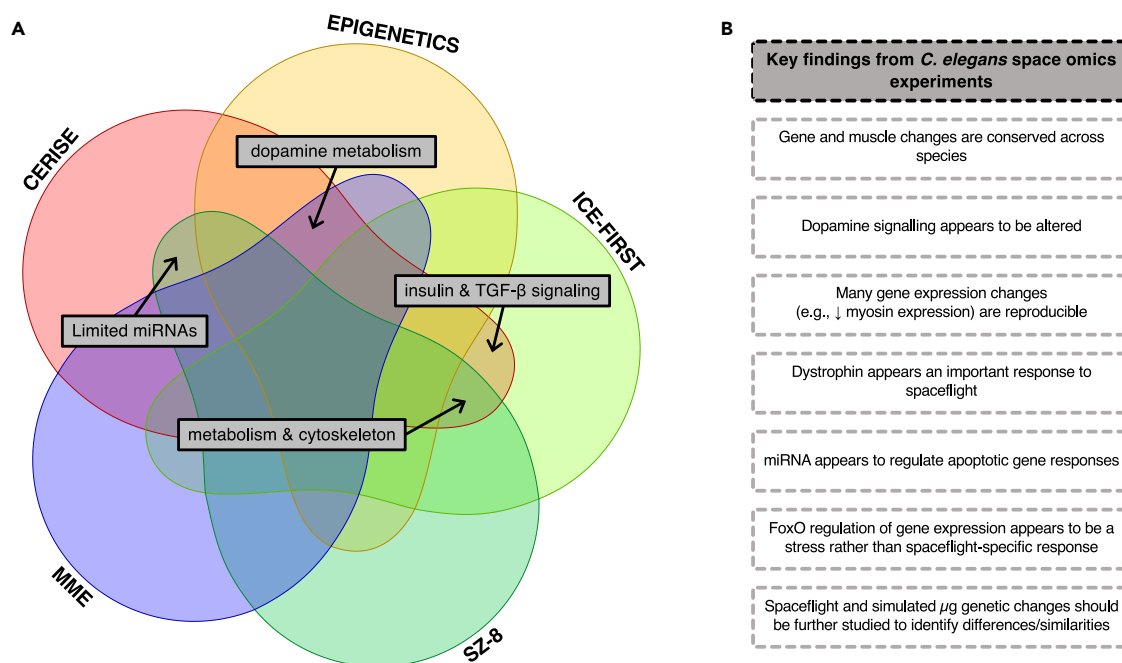 A
EPIGENETICS
CERISE
ICE-FIRST
dopamine metabolism
insulin & TGF-β signaling
Limited miRNAs
metabolism & cytoskeleton
MME
SZ-8
B
Key findings from C. elegans space omics
experiments
Gene and muscle changes are conserved across
species
Dopamine signalling appears to be altered
Many gene expression changes
(e.g., ↓ myosin expression) are reproducible
Dystrophin appears an important response to
spaceflight
miRNA appears to regulate apoptotic gene responses
FoxO regulation of gene expression appears to be a
stress rather than spaceflight-specific response
Spaceflight and simulated µg genetic changes should
be further studied to identify differences/similarities